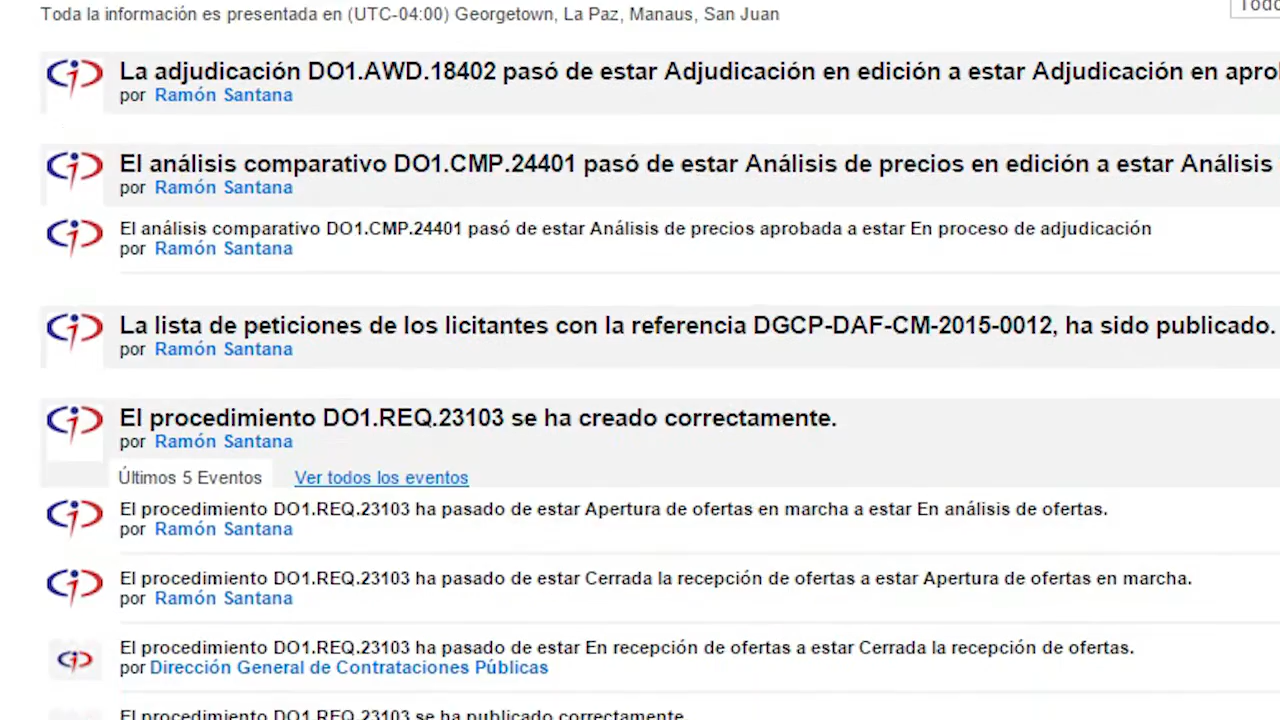 Toda la información es presentada en (UTC-04:00) Georgetown, La Paz, Manaus, San Juan
La adjudicación DO1.AWD.18402 pasó de estar Adjudicación en edición a estar Adjudicación en
por Ramón Santana
El análisis comparativo DO1.CMP.24401 pasó de estar Análisis de precios en edición a estar Análisis
por Ramón Santana
El análisis comparativo DO1.CMP.24401 pasó de estar Análisis de precios aprobada a estar En proceso de adjudicación
por Ramón Santana
La lista de peticiones de los licitantes con la referencia DGCP-DAF-CM-2015-0012, ha sido publicado.
por Ramón Santana
El procedimiento DO1.REQ.23103 se ha creado correctamente.
por Ramón Santana
Últimos 5 Eventos Ver todos los eventos
El procedimiento DO1.REQ.23103 ha pasado de estar Apertura de ofertas en marcha a estar En análisis de ofertas.
por Ramón Santana
El procedimiento DO1.REQ.23103 ha pasado de estar Cerrada la recepción de ofertas a estar Apertura de ofertas en marcha.
por Ramón Santana
El procedimiento DO1.REQ.23103 ha pasado de estar En recepción de ofertas a estar Cerrada la recepción de ofertas.
por Dirección General de Contrataciones Públicas
El procedimiento DO1.REQ.23103 se ha publicado correctamente